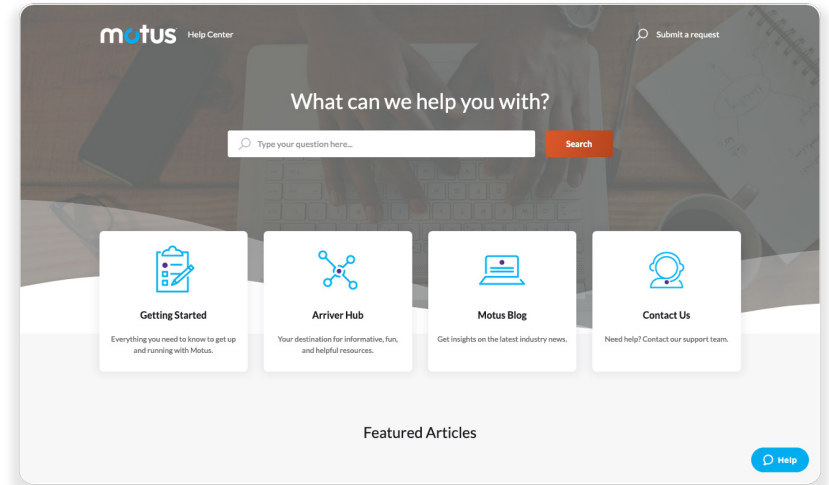 motus Help Center
Submit a request
What can we help you with?
Type your question here...
Search
Getting Started
Everything you need to know to get up
and running with Motus.
Arriver Hub
Your destination for informative, fun,
and helpful resources.
Motus Blog
Get insights on the latest industry news.
Contact Us
Need help? Contact our support team.
Featured Articles
Help